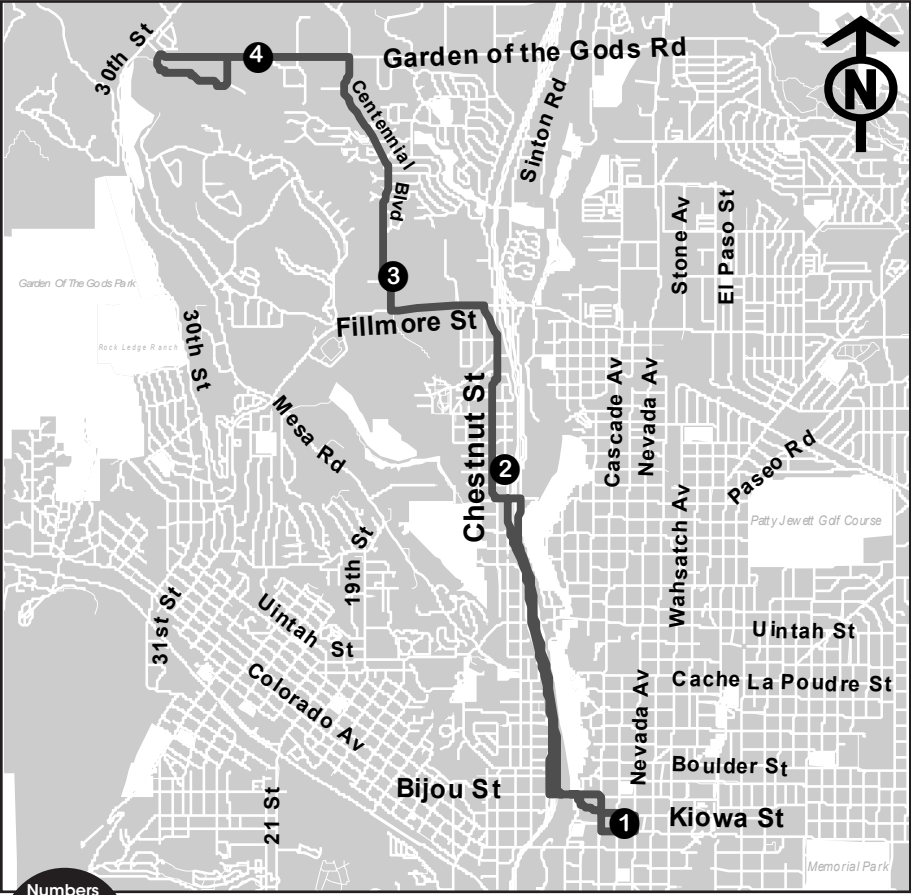 30th St
4
Garden of the Gods Rd
N
Centennial
Blvd
Sinton Rd
Stone Av
El Paso St
3
Garden Of The Gods Park
Fillmore St
30th St
Rock Ledge Ranch
Cascade Av
Nevada Av
Chestnut St
Mesa Rd
2
Paseo Rd
Patty Jewett Golf Course
Wahsatch Av
19th St
31st St
Uintah St
Uintah St
Colorado Av
Nevada Av
Cache La Poudre St
Boulder St
Bijou St
21 St
1
Kiowa St
Memorial Park
Numbers